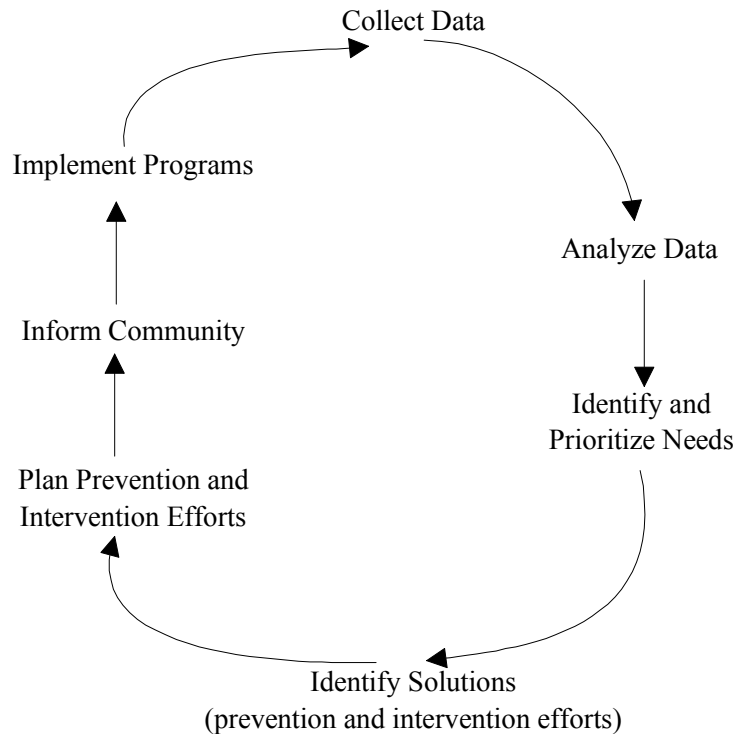 Collect Data
Implement Programs
Analyze Data
Inform Community
Identify and
Prioritize Needs
Plan Prevention and
Intervention Efforts
Identify Solutions
(prevention and intervention efforts)